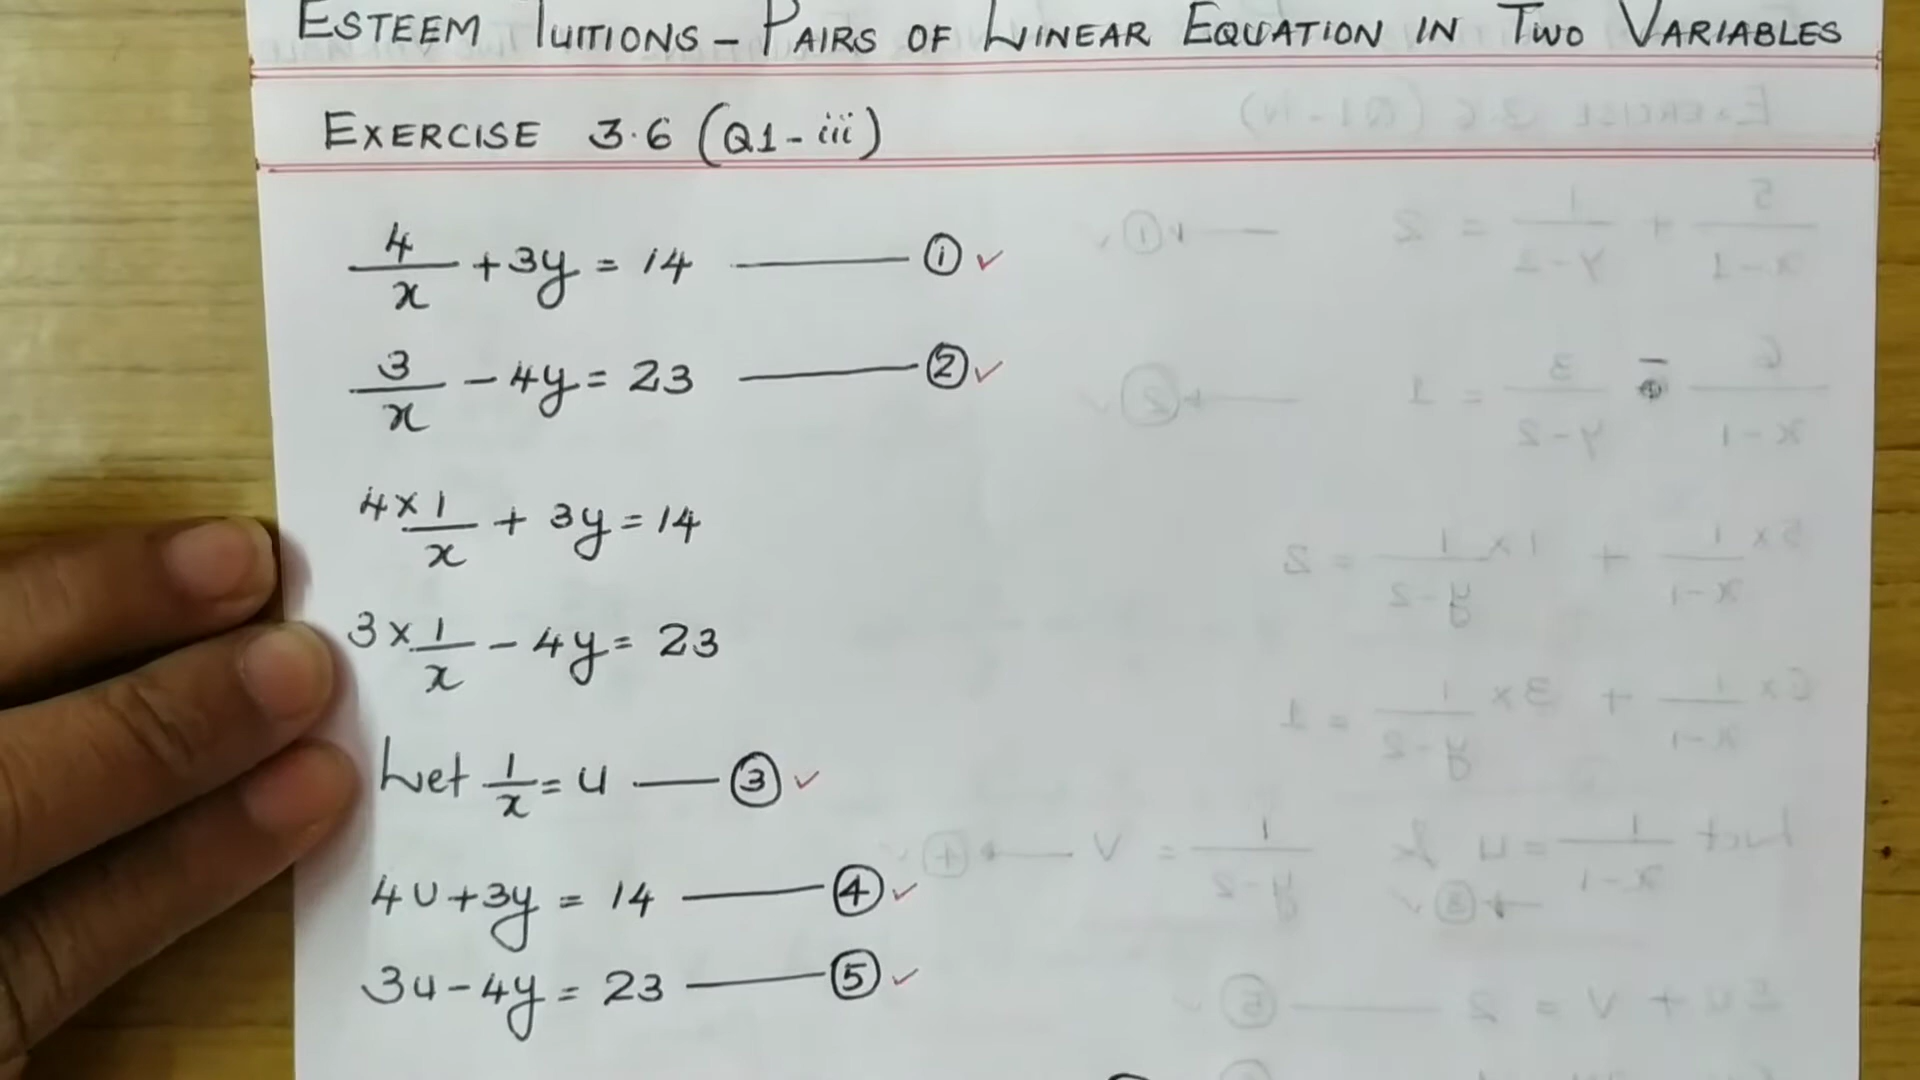 ESTEEM TUITIONS - PAIRS OF LINEAR EQUATION IN TWO VARIABLES
EXERCISE 3.6 (Q1 - iii)
4/x + 3y = 14 —— ① ✓
3/x - 4y = 23 —— ② ✓
4 × 1/x + 3y = 14
3 × 1/x - 4y = 23
Let 1/x = u —— ③ ✓
4u + 3y = 14 —— ④ ✓
3u - 4y = 23 —— ⑤ ✓